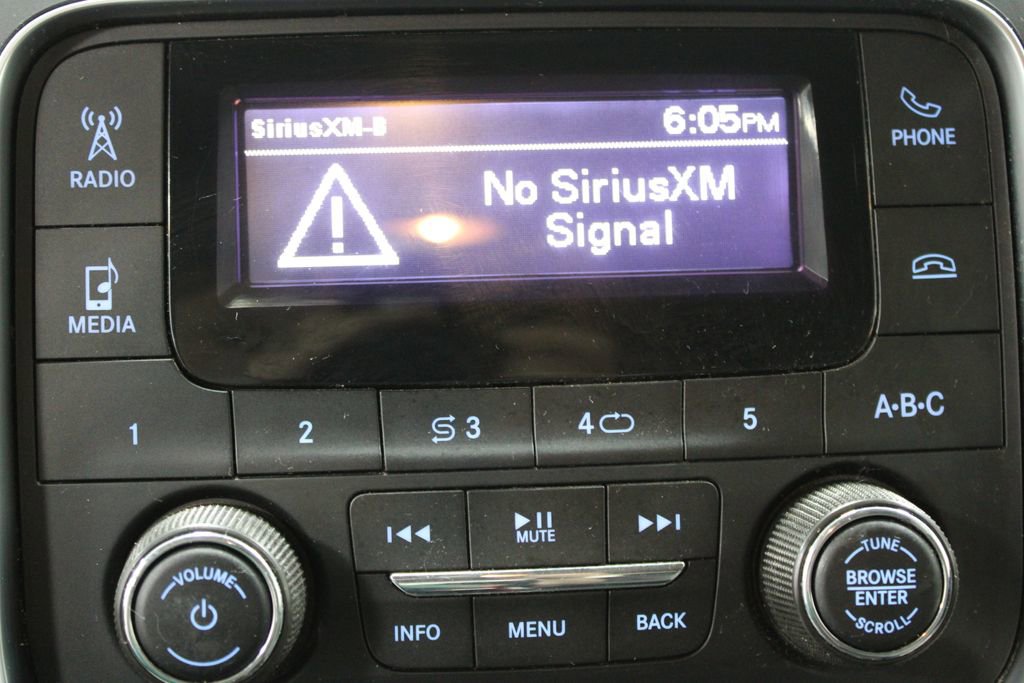 SiriusXM-B
6:05PM
No SiriusXM
Signal
RADIO
MEDIA
PHONE
1
2
3
4
5
A·B·C
MUTE
VOLUME
INFO
MENU
BACK
TUNE
BROWSE
ENTER
SCROLL